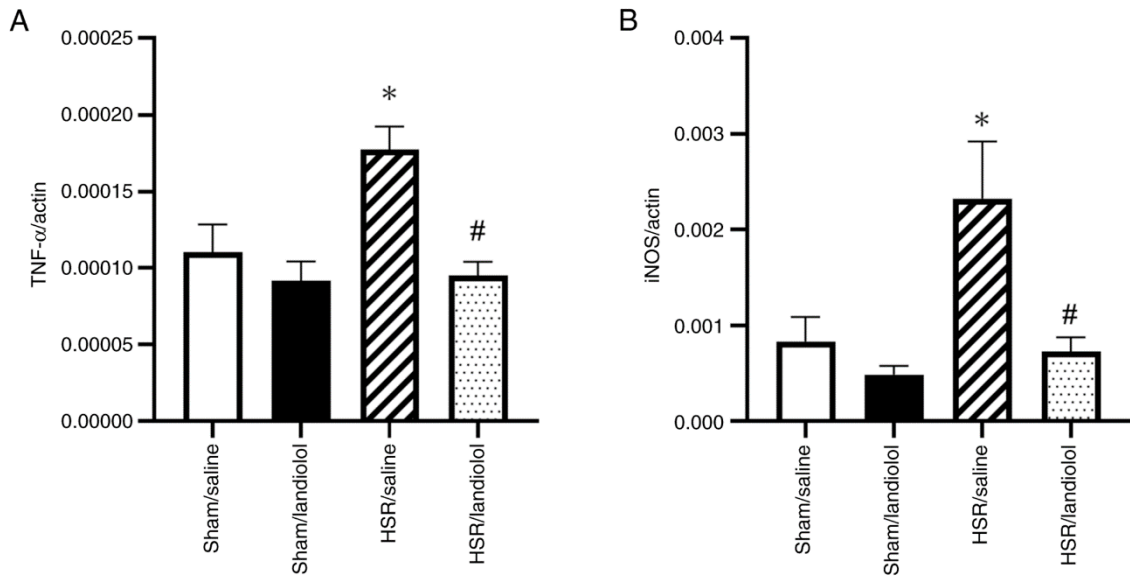 A
0.00025
0.00020
0.00015
0.00010
0.00005
0.00000
TNF-α/actin
*
#
Sham/saline
Sham/landiolol
HSR/saline
HSR/landiolol
B
0.004
0.003
0.002
0.001
0.000
iNOS/actin
*
#
Sham/saline
Sham/landiolol
HSR/saline
HSR/landiolol